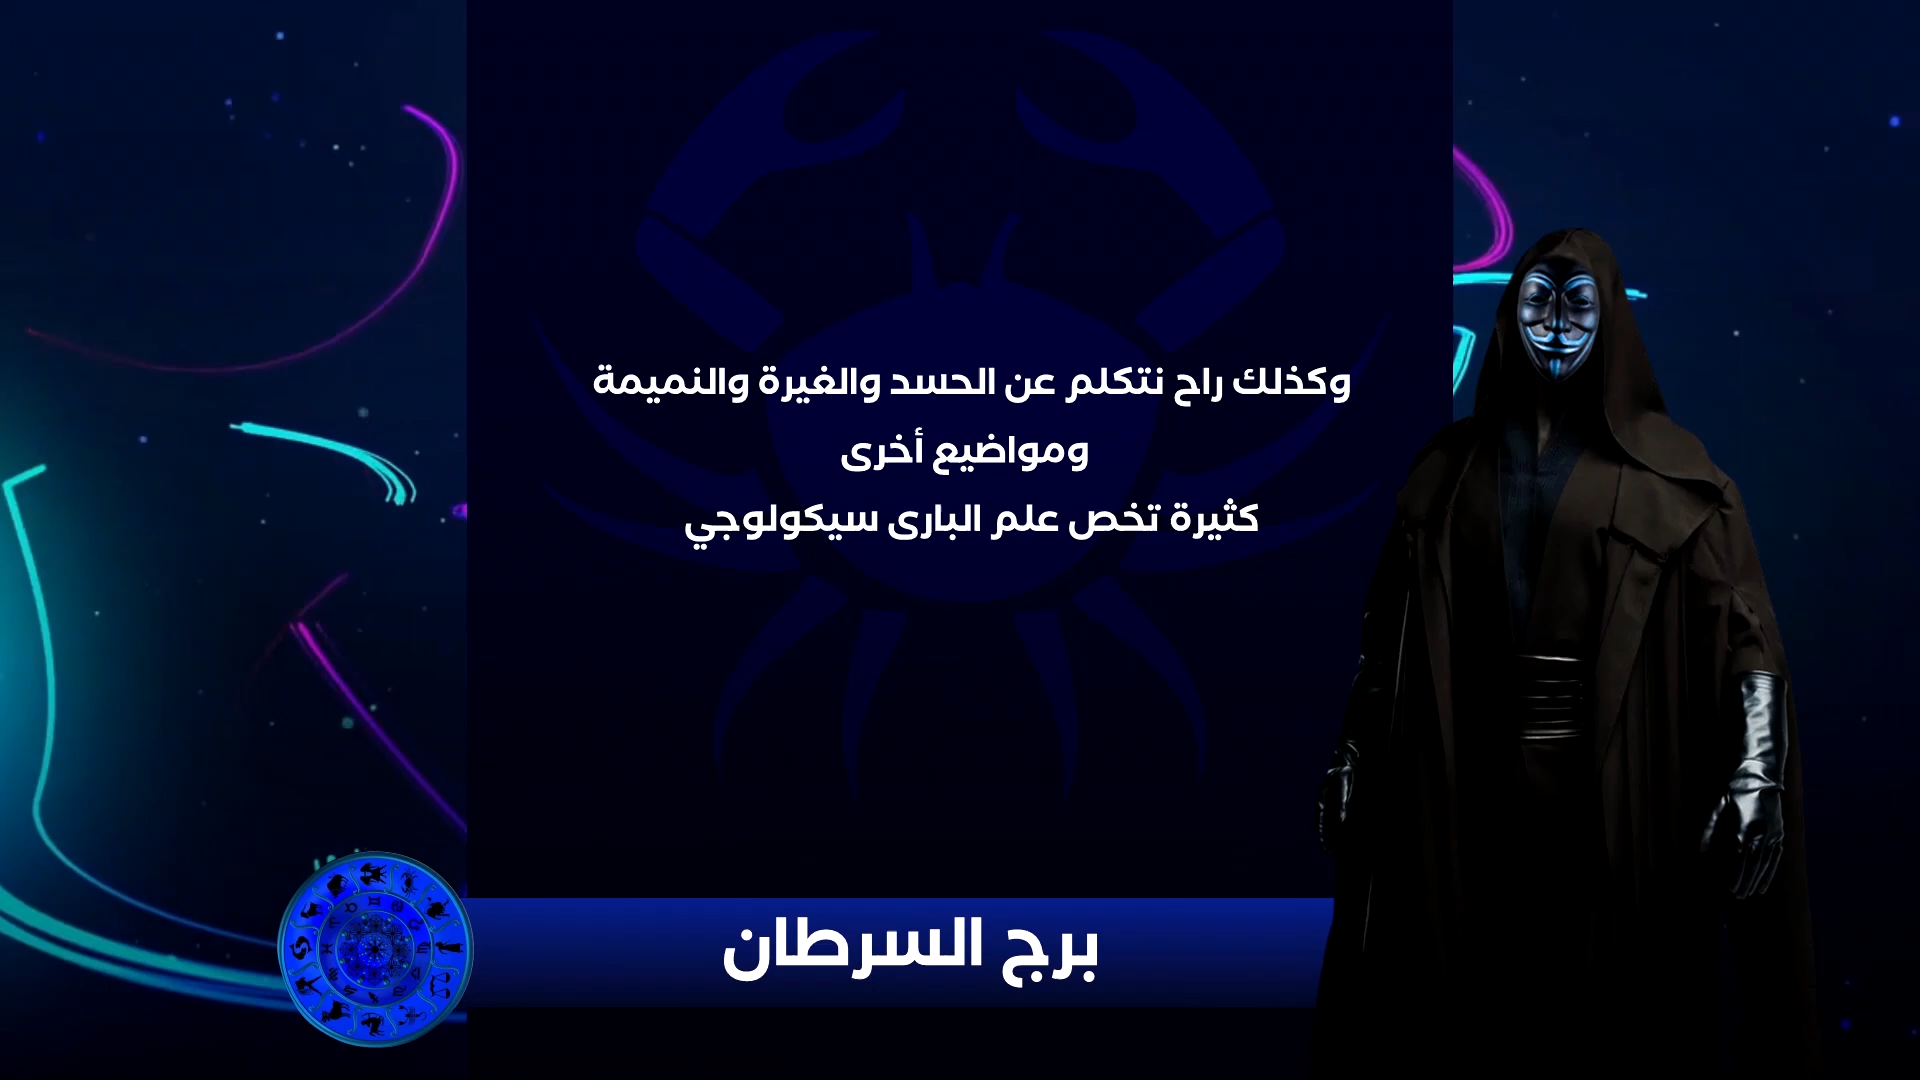 وكذلك راح نتكلم عن الحسد والغيرة والنميمة
ومواضيع أخرى
كثيرة تخص علم البارى سيكولوجي
برج السرطان